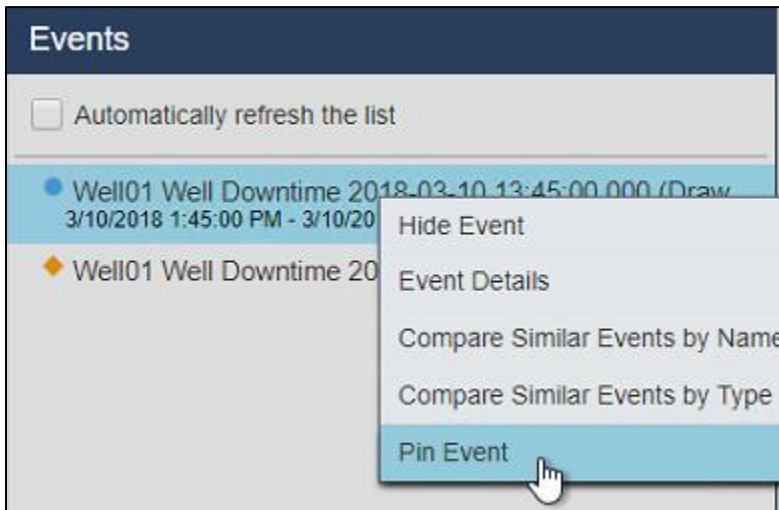 Events
Automatically refresh the list
Well01 Well Downtime 2018-03-10 13:45:00.000 (Draw
3/10/2018 1:45:00 PM - 3/10/20
Hide Event
Well01 Well Downtime 20
Event Details
Compare Similar Events by Name
Compare Similar Events by Type
Pin Event